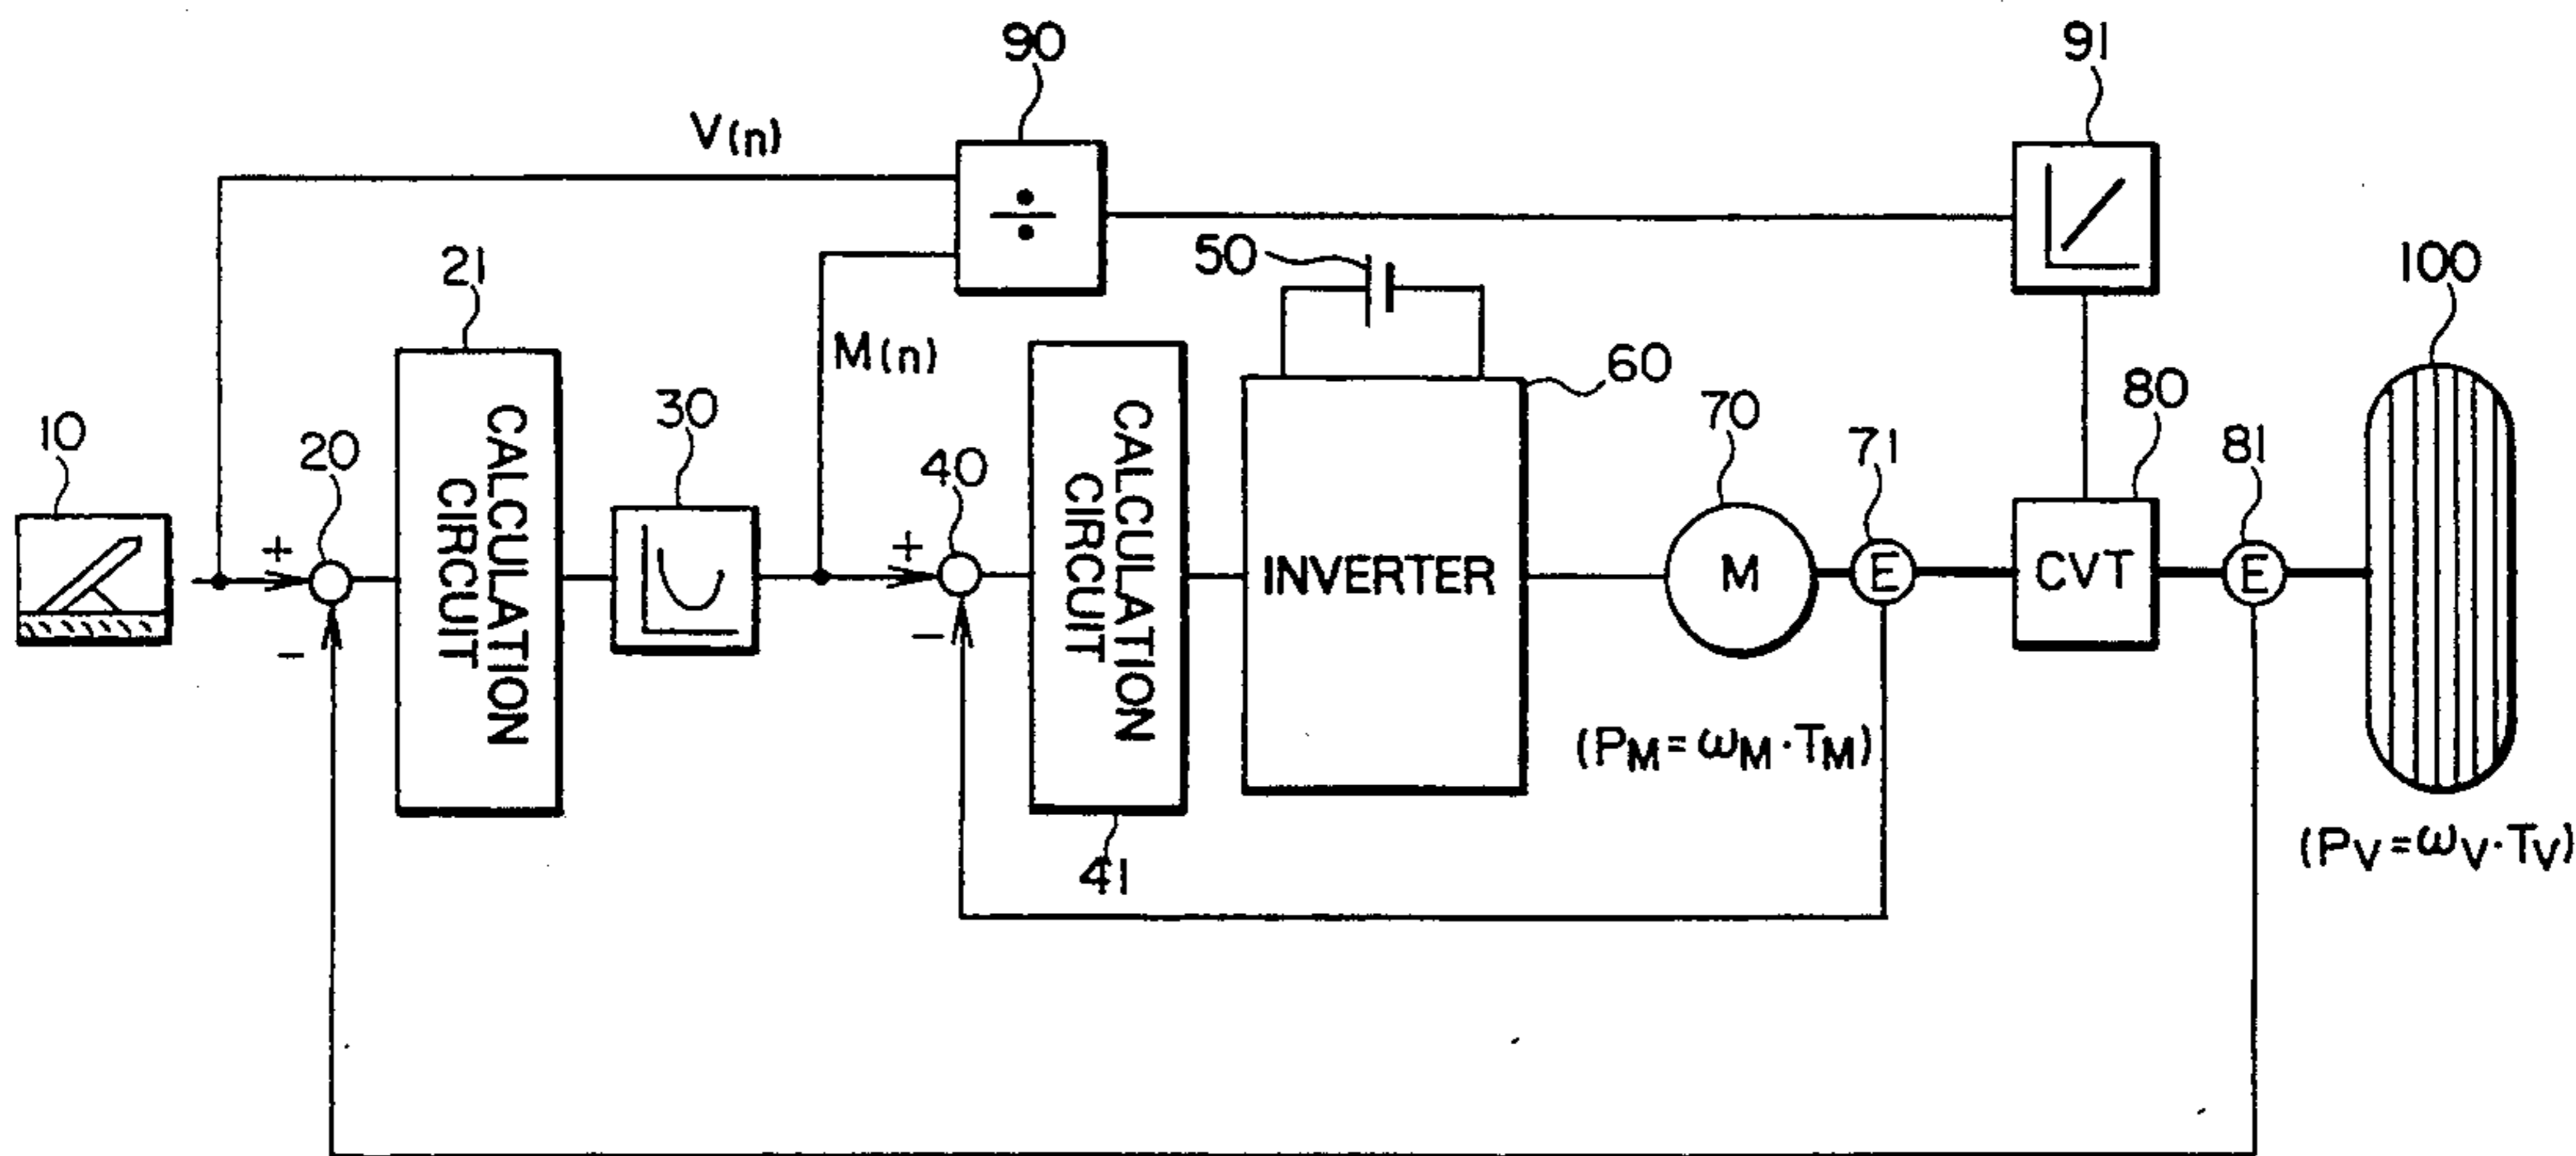 90
91
V(n)
÷
50
21
100
M(n)
60
CALCULATION
CIRCUIT
30
CALCULATION
CIRCUIT
70
80
10
20
40
71
81
+
+
INVERTER
M
E
CVT
E
−
−
(PM=ωM·TM)
(PV=ωV·TV)
41